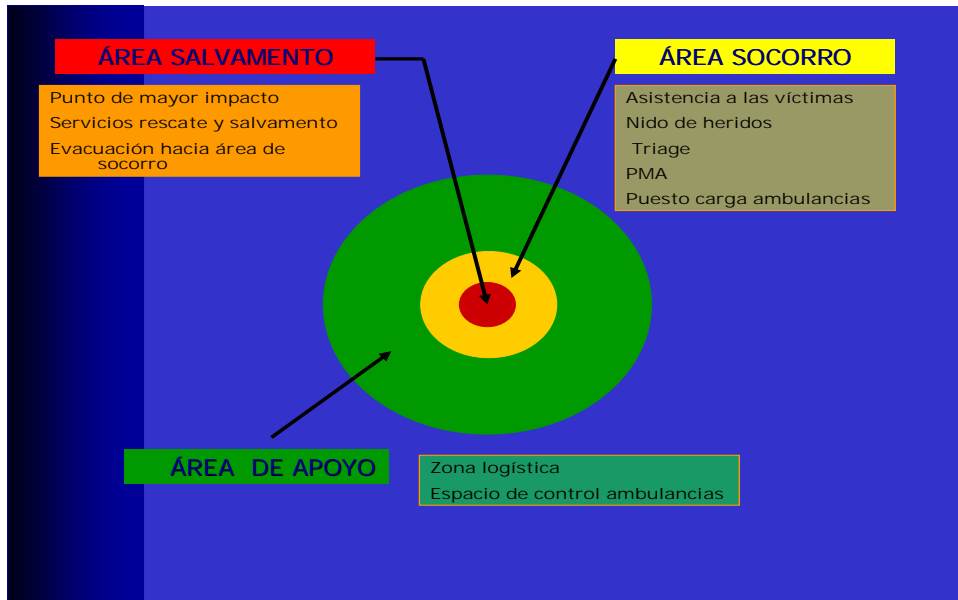 ÁREA SALVAMENTO
Punto de mayor impacto
Servicios rescate y salvamento
Evacuación hacia área de
socorro
ÁREA SOCORRO
Asistencia a las víctimas
Nido de heridos
Triage
PMA
Puesto carga ambulancias
ÁREA DE APOYO
Zona logística
Espacio de control ambulancias